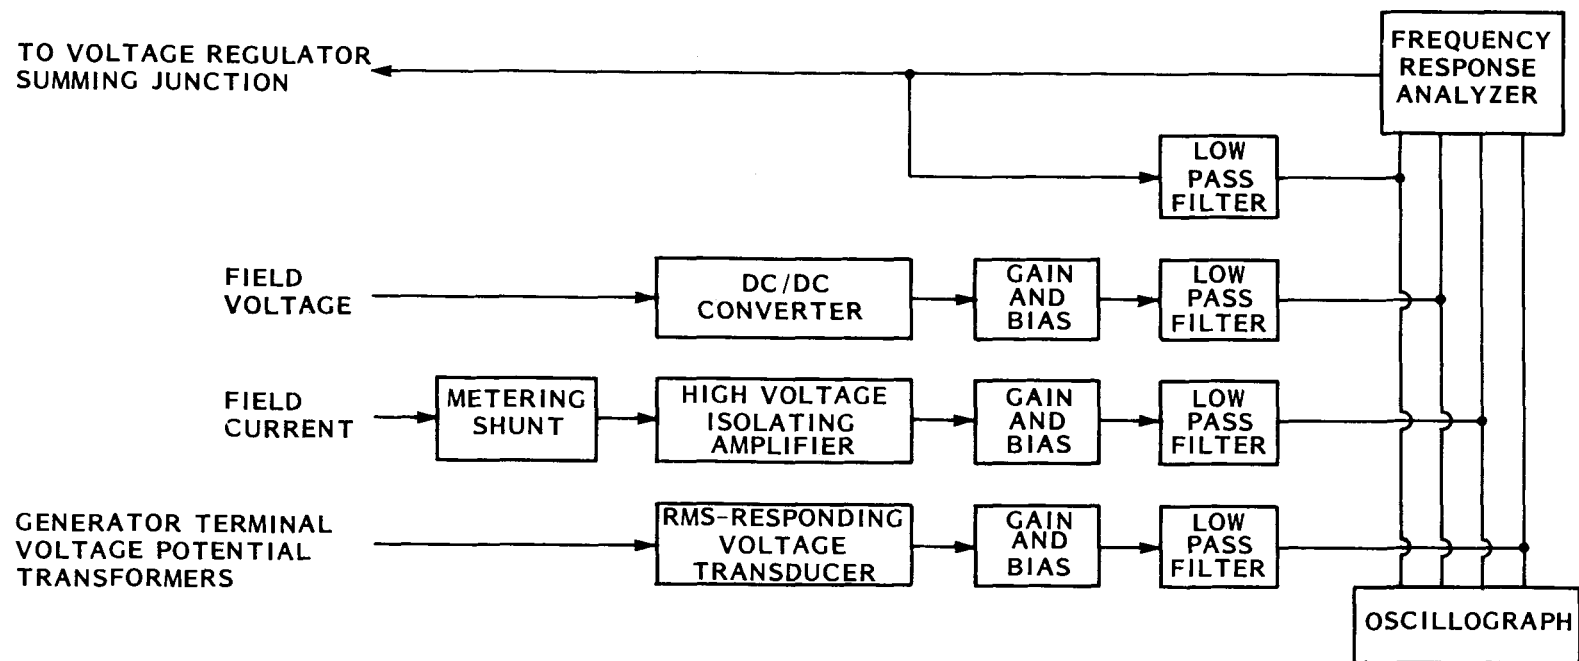 TO VOLTAGE REGULATOR
SUMMING JUNCTION
FREQUENCY
RESPONSE
ANALYZER
LOW
PASS
FILTER
FIELD
VOLTAGE
DC/DC
CONVERTER
GAIN
AND
BIAS
LOW
PASS
FILTER
FIELD
CURRENT
METERING
SHUNT
HIGH VOLTAGE
ISOLATING
AMPLIFIER
GAIN
AND
BIAS
LOW
PASS
FILTER
GENERATOR TERMINAL
VOLTAGE POTENTIAL
TRANSFORMERS
RMS-RESPONDING
VOLTAGE
TRANSDUCER
GAIN
AND
BIAS
LOW
PASS
FILTER
OSCILLOGRAPH